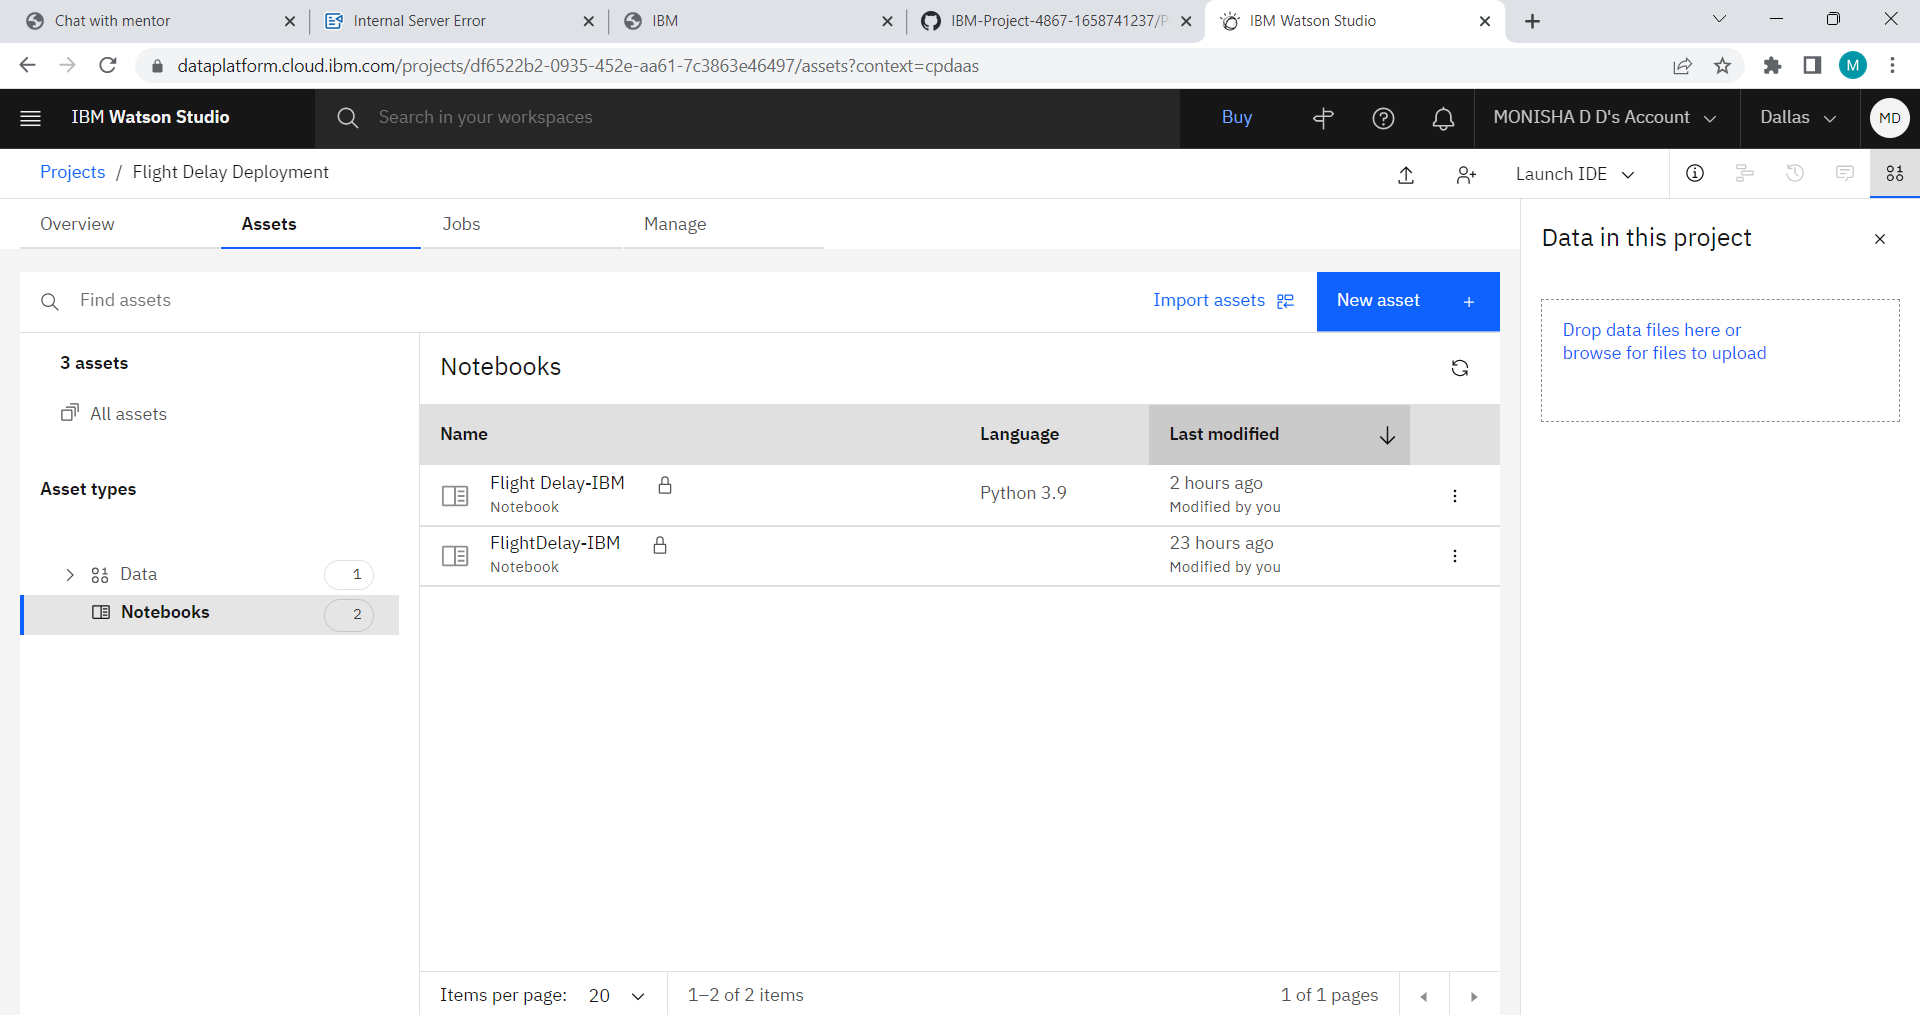 Chat with mentor
Internal Server Error
IBM
IBM-Project-4867-1658741237/P
IBM Watson Studio
dataplatform.cloud.ibm.com/projects/df6522b2-0935-452e-aa61-7c3863e46497/assets?context=cpdaas
M
IBM Watson Studio
Search in your workspaces
Buy
MONISHA D D's Account
Dallas
MD
Projects / Flight Delay Deployment
Launch IDE
Overview
Assets
Jobs
Manage
Data in this project
Find assets
Import assets
New asset +
Drop data files here or
browse for files to upload
3 assets
All assets
Asset types
Data 1
Notebooks 2
Notebooks
Name
Language
Last modified
Flight Delay-IBM
Notebook
Python 3.9
2 hours ago
Modified by you
FlightDelay-IBM
Notebook
23 hours ago
Modified by you
Items per page: 20
1–2 of 2 items
1 of 1 pages